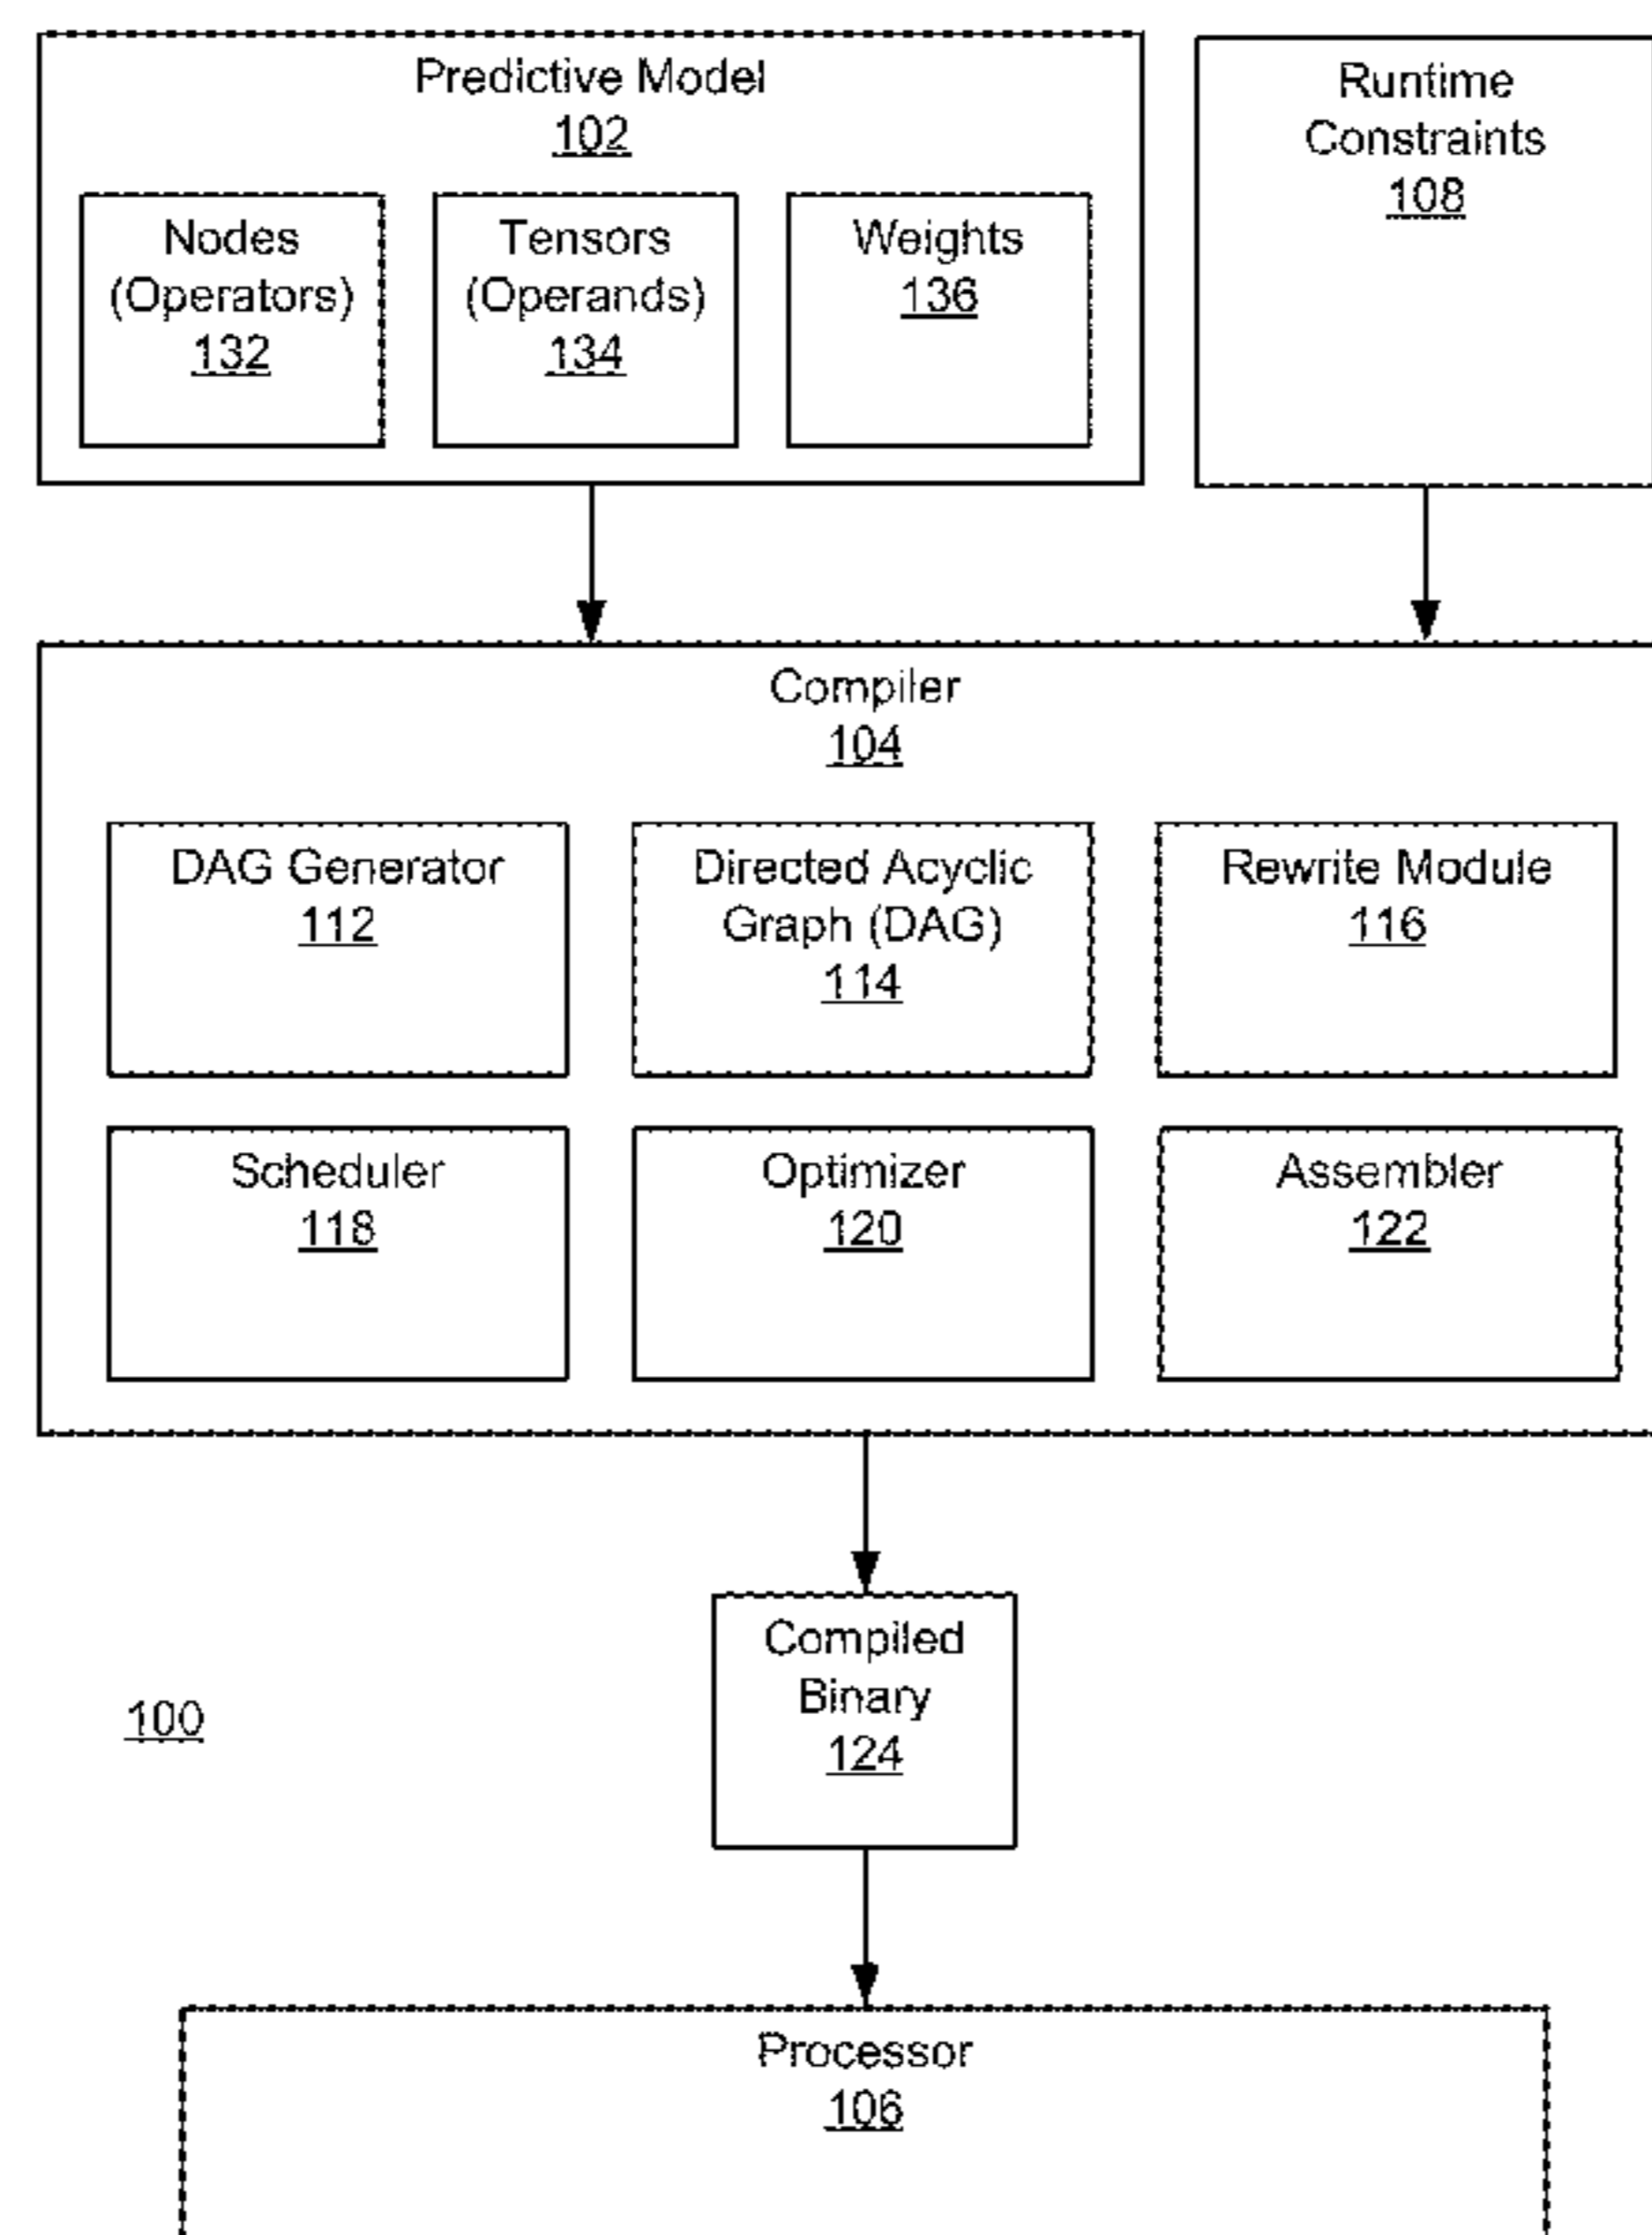 Predictive Model
102
Nodes
(Operators)
132
Tensors
(Operands)
134
Weights
136
Runtime
Constraints
108
Compiler
104
DAG Generator
112
Directed Acyclic
Graph (DAG)
114
Rewrite Module
116
Scheduler
118
Optimizer
120
Assembler
122
Compiled
Binary
124
100
Processor
106